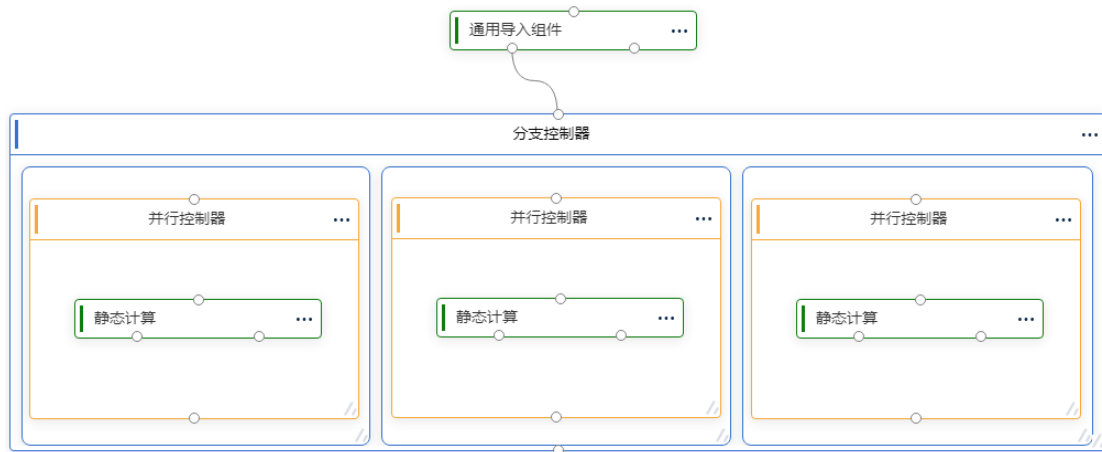 通用导入组件
分支控制器
并行控制器
并行控制器
并行控制器
静态计算
静态计算
静态计算